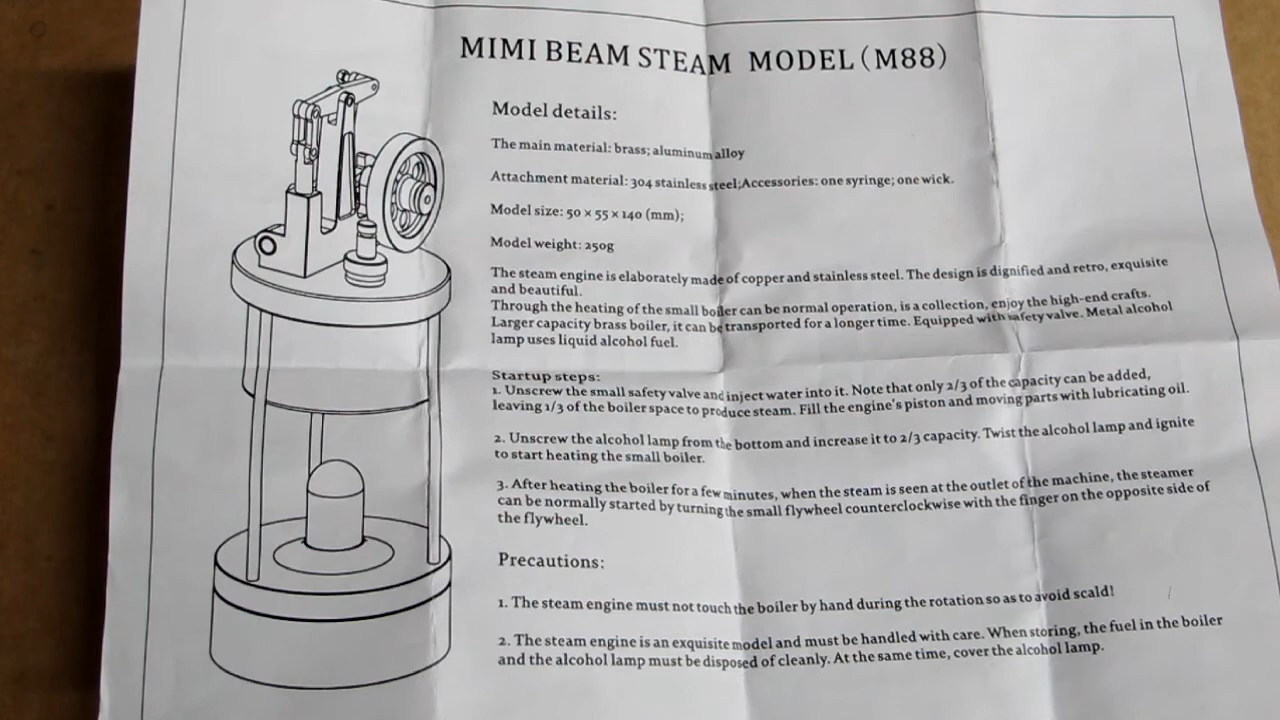 MIMI BEAM STEAM MODEL (M88)
Model details:
The main material: brass; aluminum alloy
Attachment material: 304 stainless steel;Accessories: one syringe; one wick.
Model size: 50 × 55 × 140 (mm);
Model weight: 250g
The steam engine is elaborately made of copper and stainless steel. The design is dignified and retro, exquisite
and beautiful.
Through the heating of the small boiler can be normal operation, is a collection, enjoy the high-end crafts.
Larger capacity brass boiler, it can be transported for a longer time. Equipped with safety valve. Metal alcohol
lamp uses liquid alcohol fuel.
Startup steps:
1. Unscrew the small safety valve and inject water into it. Note that only 2/3 of the capacity can be added,
leaving 1/3 of the boiler space to produce steam. Fill the engine's piston and moving parts with lubricating oil.
2. Unscrew the alcohol lamp from the bottom and increase it to 2/3 capacity. Twist the alcohol lamp and ignite
to start heating the small boiler.
3. After heating the boiler for a few minutes, when the steam is seen at the outlet of the machine, the steamer
can be normally started by turning the small flywheel counterclockwise with the finger on the opposite side of
the flywheel.
Precautions:
1. The steam engine must not touch the boiler by hand during the rotation so as to avoid scald!
2. The steam engine is an exquisite model and must be handled with care. When storing, the fuel in the boiler
and the alcohol lamp must be disposed of cleanly. At the same time, cover the alcohol lamp.